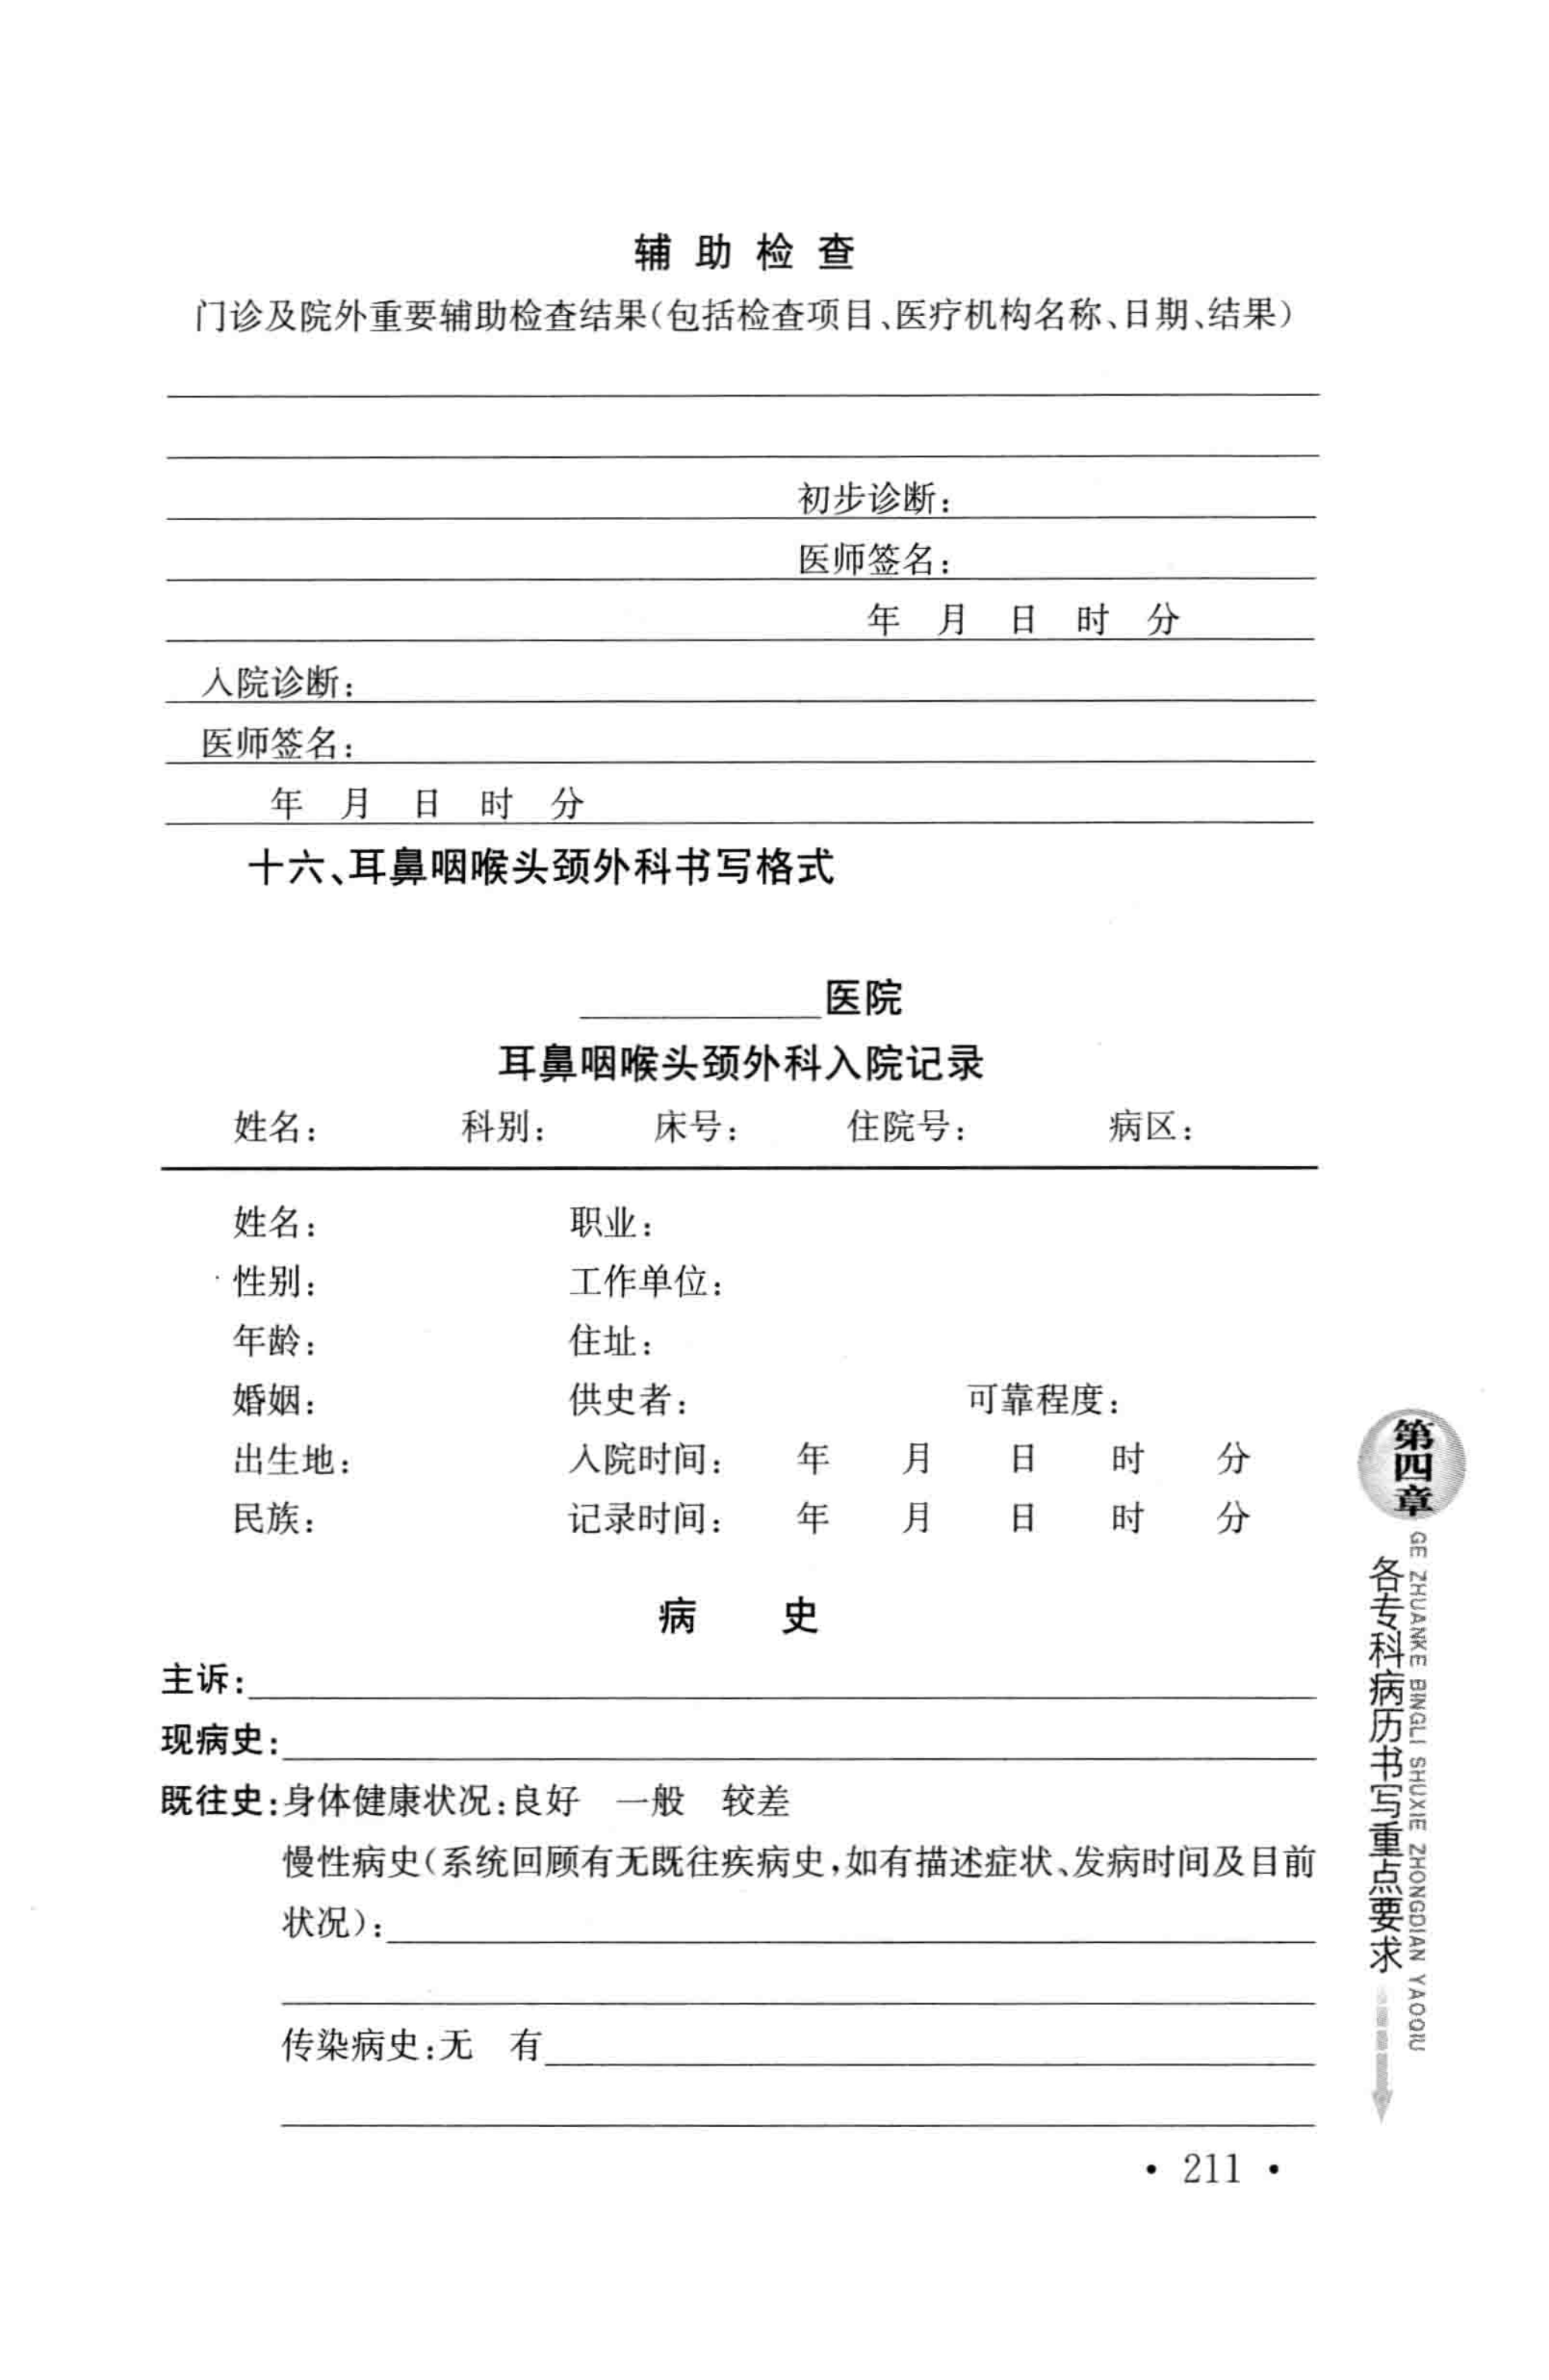 辅助检查
门诊及院外重要辅助检查结果(包括检查项目、医疗机构名称、日期、结果)
初步诊断:
医师签名:
年 月 日 时 分
入院诊断:
医师签名:
年 月 日 时 分
十六、耳鼻咽喉头颈外科书写格式
医院
耳鼻咽喉头颈外科入院记录
姓名: 科别: 床号: 住院号: 病区:
姓名: 职业:
性别: 工作单位:
年龄: 住址:
婚姻: 供史者: 可靠程度:
出生地: 入院时间: 年 月 日 时 分
民族: 记录时间: 年 月 日 时 分
病 史
主诉:
现病史:
既往史:身体健康状况:良好 一般 较差
慢性病史(系统回顾有无既往疾病史,如有描述症状、发病时间及目前
状况):
传染病史:无 有
第四章
GE ZHUANKE BINGLI SHUXIE ZHONGDIAN YAOQIU
各专科病历书写重点要求
· 211 ·